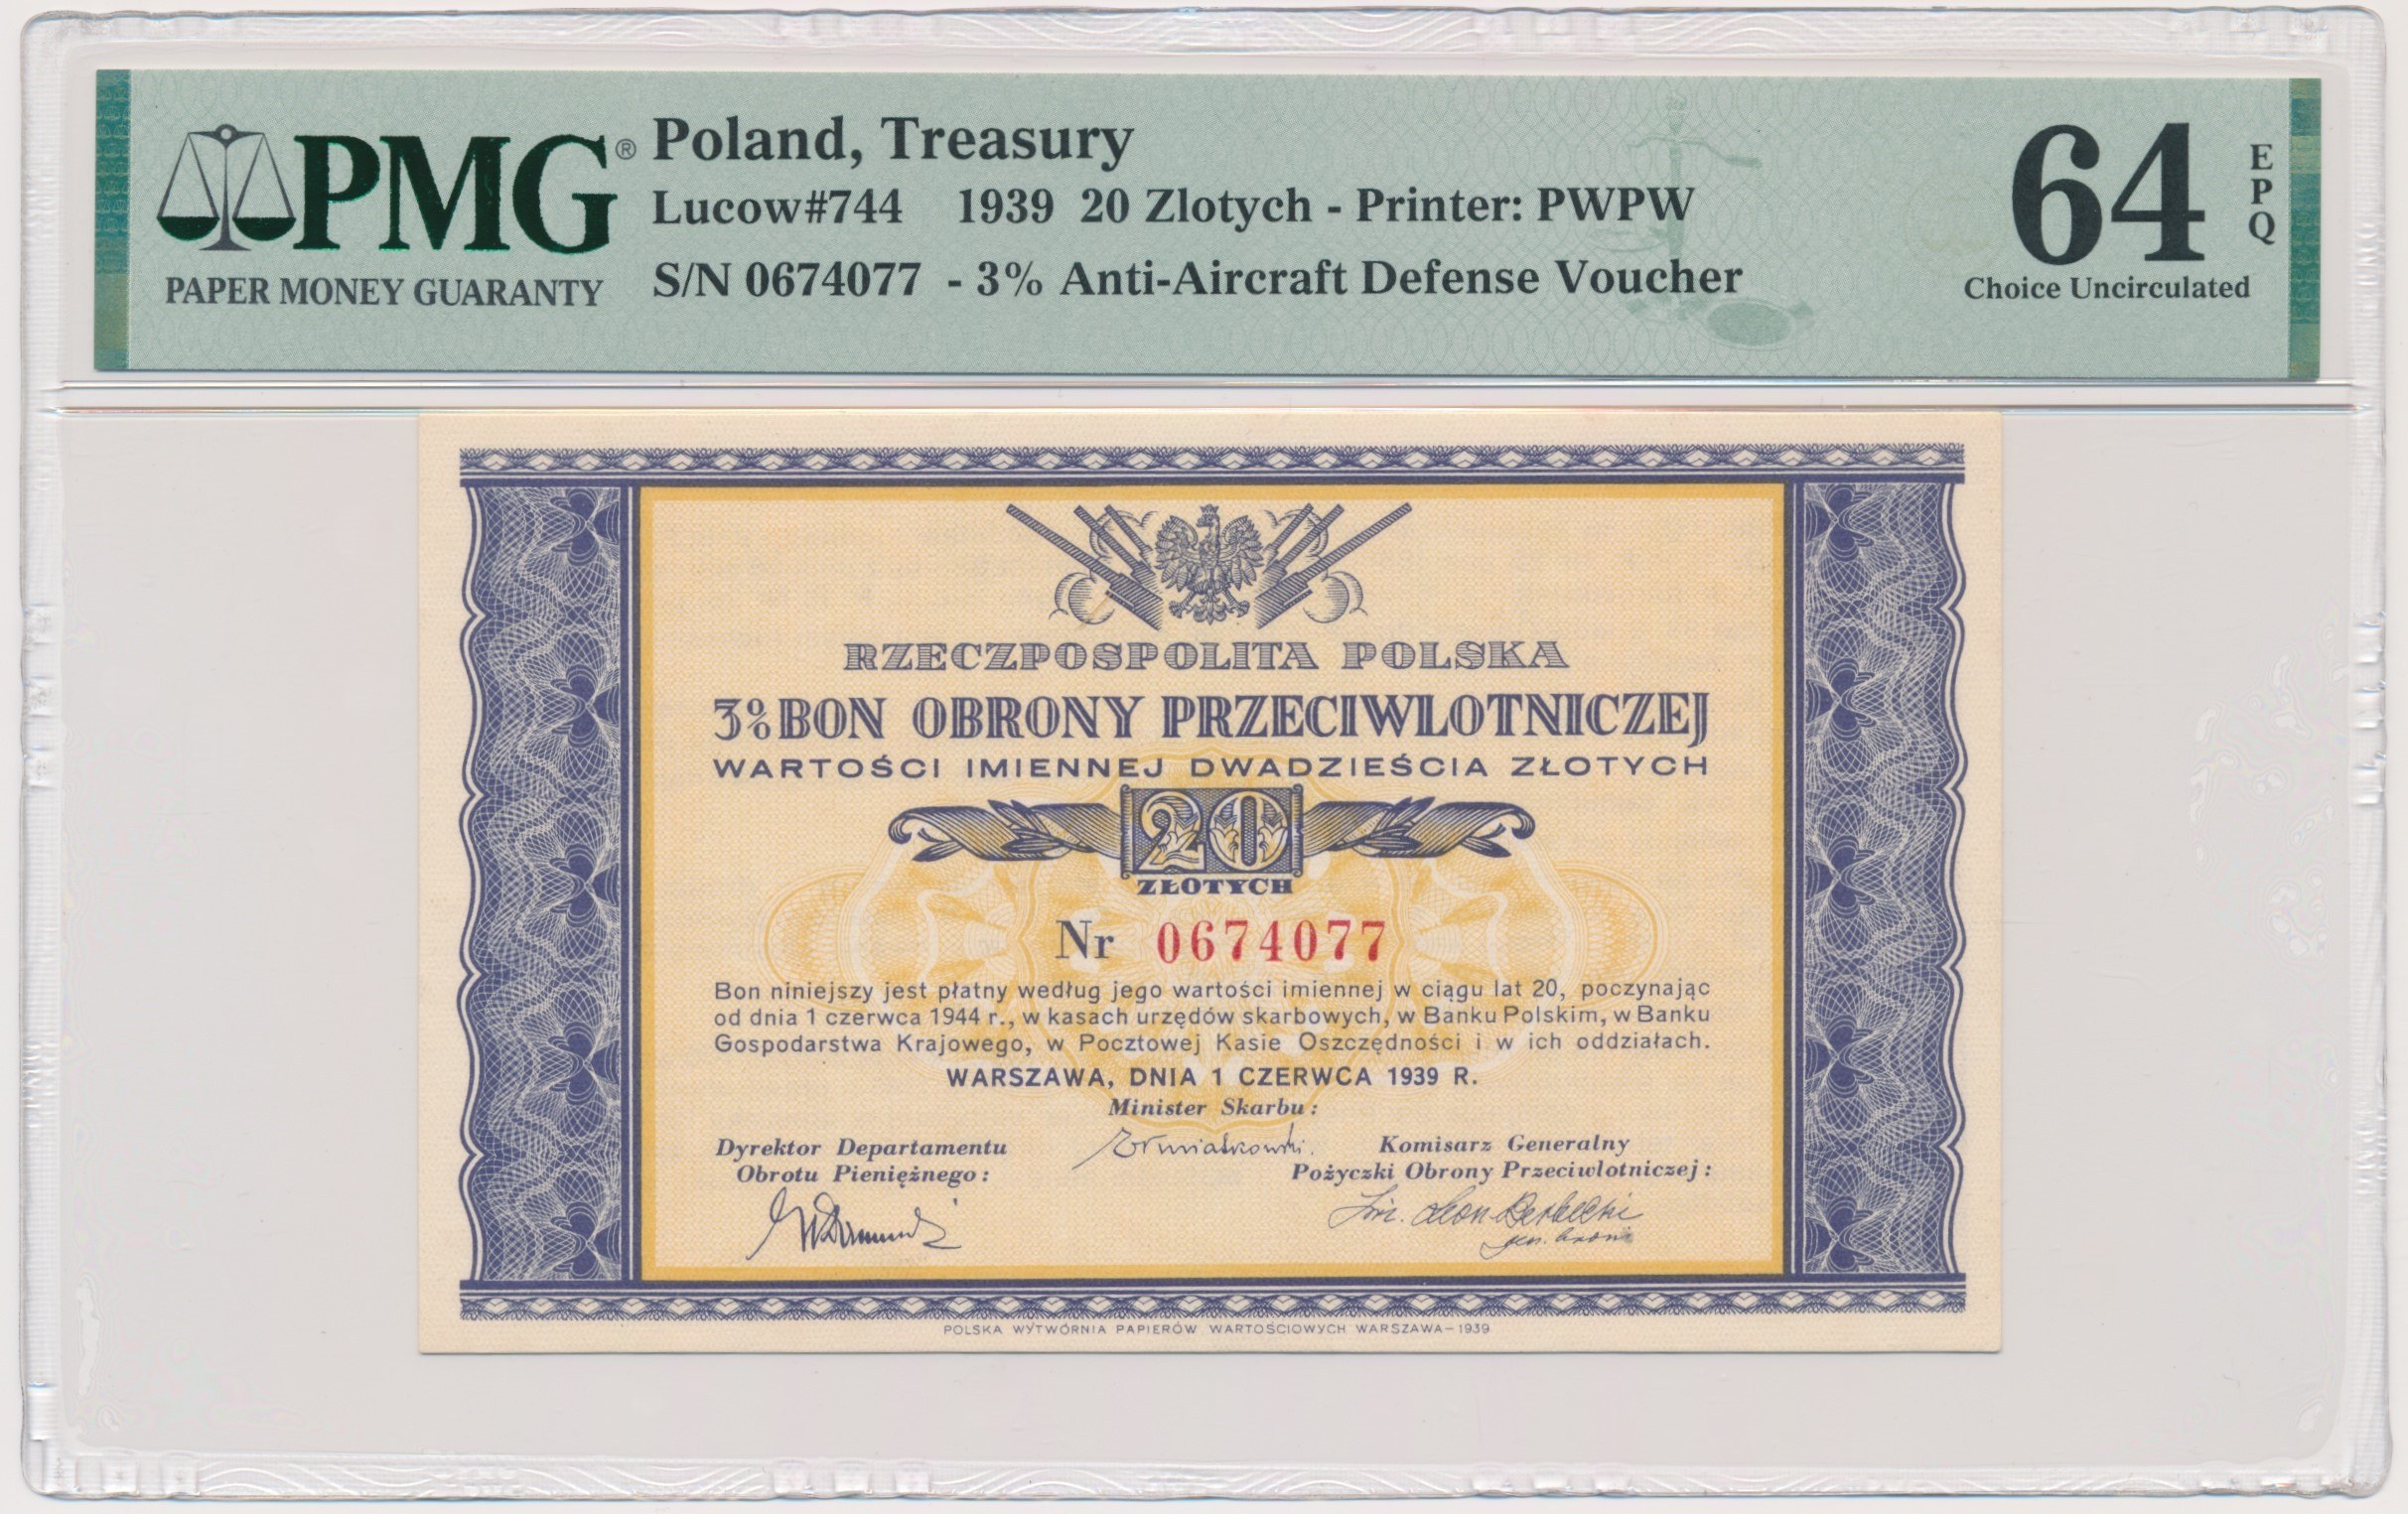 PMG®
PAPER MONEY GUARANTY
Poland, Treasury
Lucow#744 1939 20 Zlotych - Printer: PWPW
S/N 0674077 - 3% Anti-Aircraft Defense Voucher
64
EPQ
Choice Uncirculated
RZECZPOSPOLITA POLSKA
3% BON OBRONY PRZECIWLOTNICZEJ
WARTOŚCI IMIENNEJ DWADZIEŚCIA ZŁOTYCH
20
ZŁOTYCH
Nr 0674077
Bon niniejszy jest płatny według jego wartości imiennej w ciągu lat 20, poczynając
od dnia 1 czerwca 1944 r., w kasach urzędów skarbowych, w Banku Polskim, w Banku
Gospodarstwa Krajowego, w Pocztowej Kasie Oszczędności i w ich oddziałach.
WARSZAWA, DNIA 1 CZERWCA 1939 R.
Minister Skarbu:
Dyrektor Departamentu
Obrotu Pieniężnego:
Komisarz Generalny
Pożyczki Obrony Przeciwlotniczej:
POLSKA WYTWÓRNIA PAPIERÓW WARTOŚCIOWYCH WARSZAWA—1939